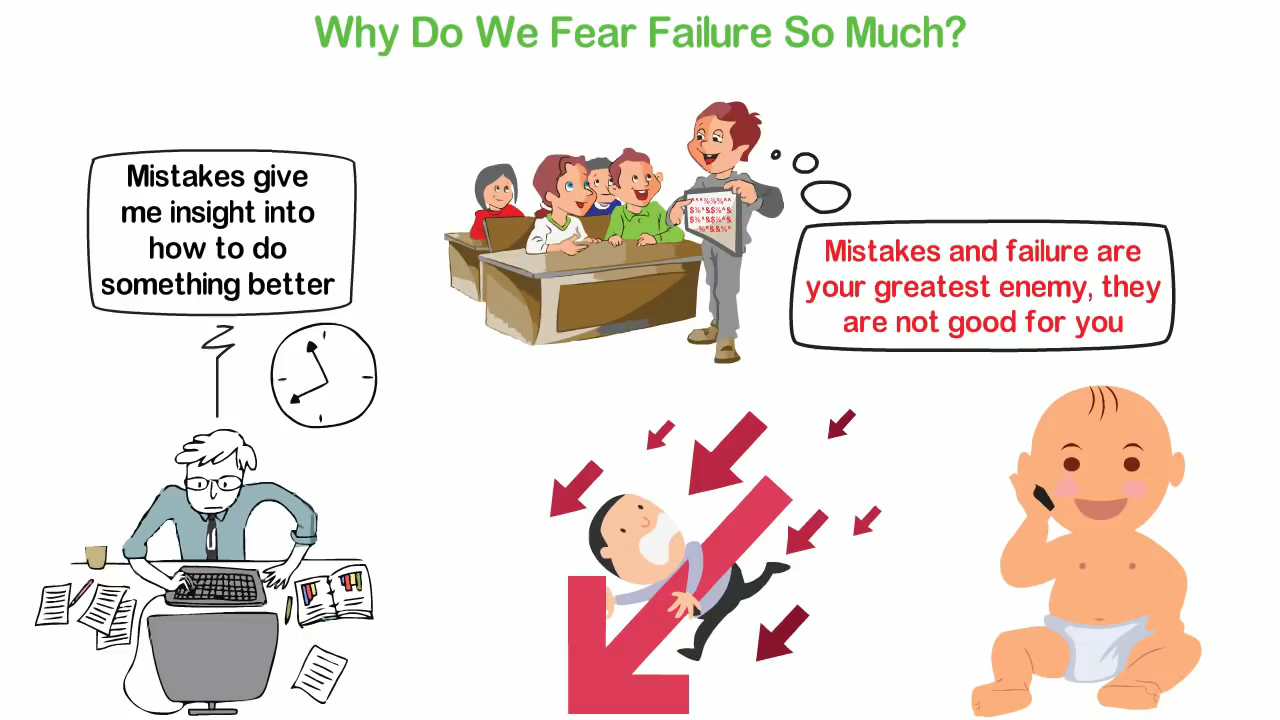 Why Do We Fear Failure So Much?
Mistakes give
me insight into
how to do
something better
Mistakes and failure are
your greatest enemy, they
are not good for you